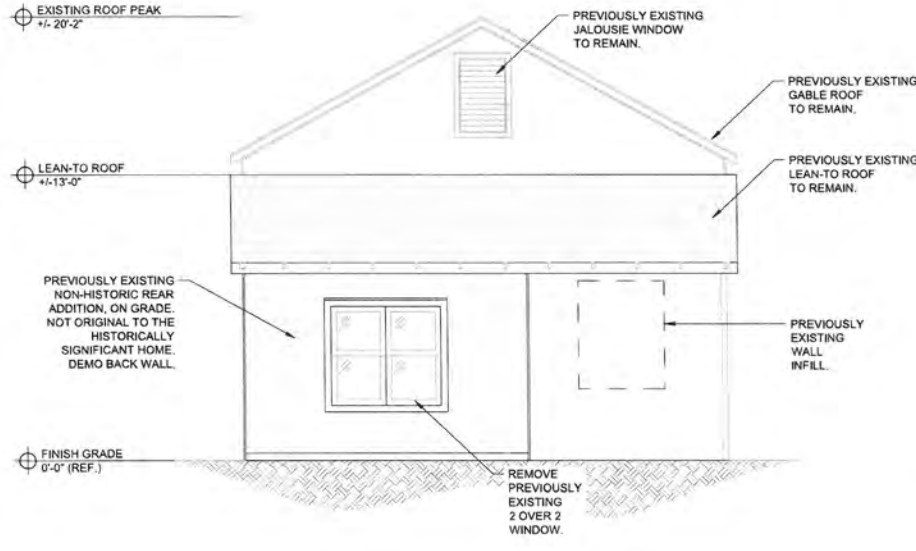 EXISTING ROOF PEAK
+/- 20'-2"
PREVIOUSLY EXISTING
JALOUSIE WINDOW
TO REMAIN.
PREVIOUSLY EXISTING
GABLE ROOF
TO REMAIN.
LEAN-TO ROOF
+/-13'-0"
PREVIOUSLY EXISTING
LEAN-TO ROOF
TO REMAIN.
PREVIOUSLY EXISTING
NON-HISTORIC REAR
ADDITION, ON GRADE.
NOT ORIGINAL TO THE
HISTORICALLY
SIGNIFICANT HOME.
DEMO BACK WALL.
PREVIOUSLY
EXISTING
WALL
INFILL.
FINISH GRADE
0'-0" (REF.)
REMOVE
PREVIOUSLY
EXISTING
2 OVER 2
WINDOW.